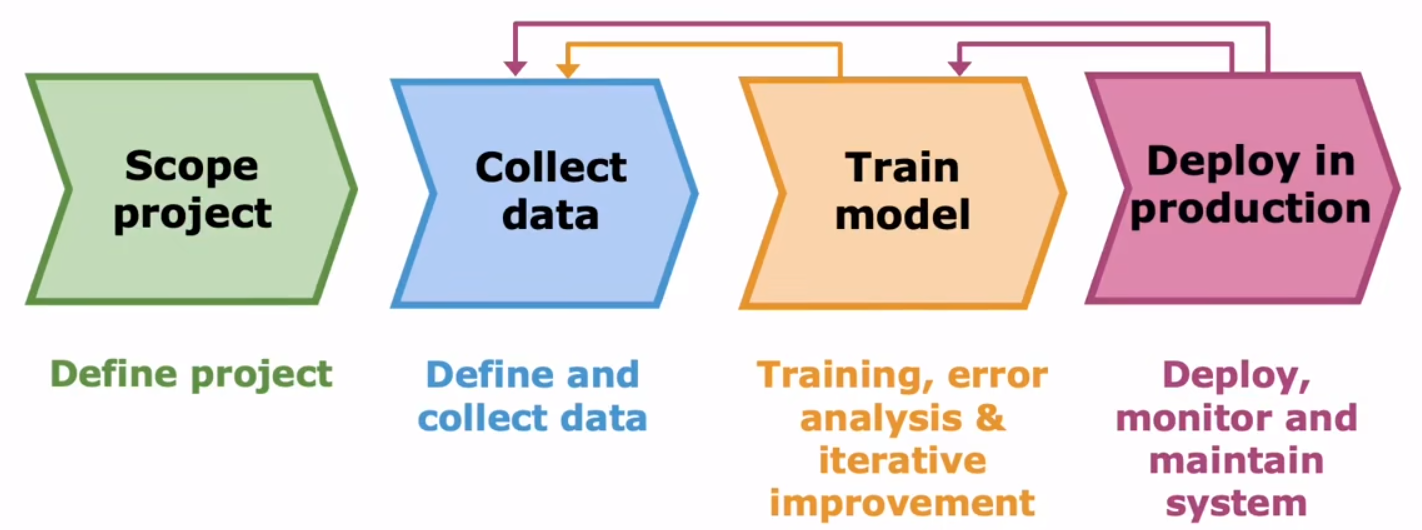 Scope
project
Collect
data
Train
model
Deploy in
production
Define project
Define and
collect data
Training, error
analysis &
iterative
improvement
Deploy,
monitor and
maintain
system